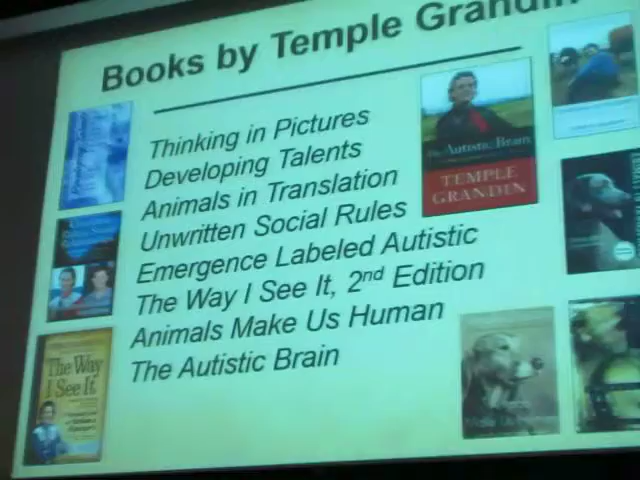 Books by Temple Grandin
Thinking in Pictures
Developing Talents
Animals in Translation
Unwritten Social Rules
Emergence Labeled Autistic
The Way I See It, 2nd Edition
Animals Make Us Human
The Autistic Brain
The Autistic Brain
TEMPLE
GRANDIN
The Way
I See It